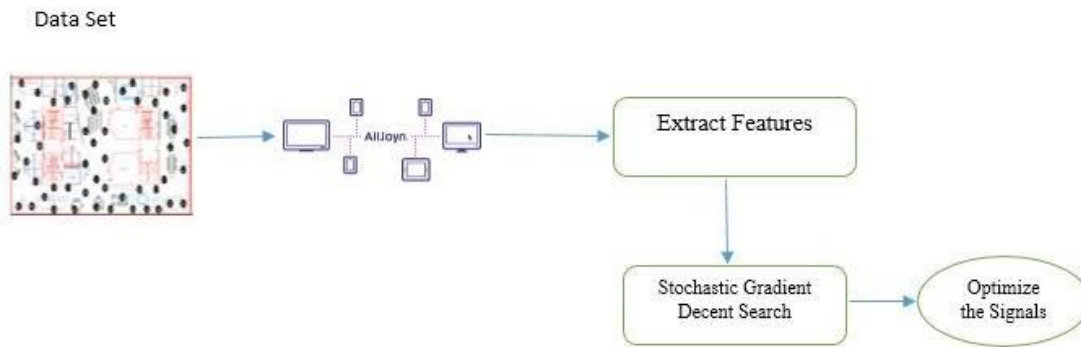 Data Set
AllJoyn.
Extract Features
Stochastic Gradient
Decent Search
Optimize
the Signals